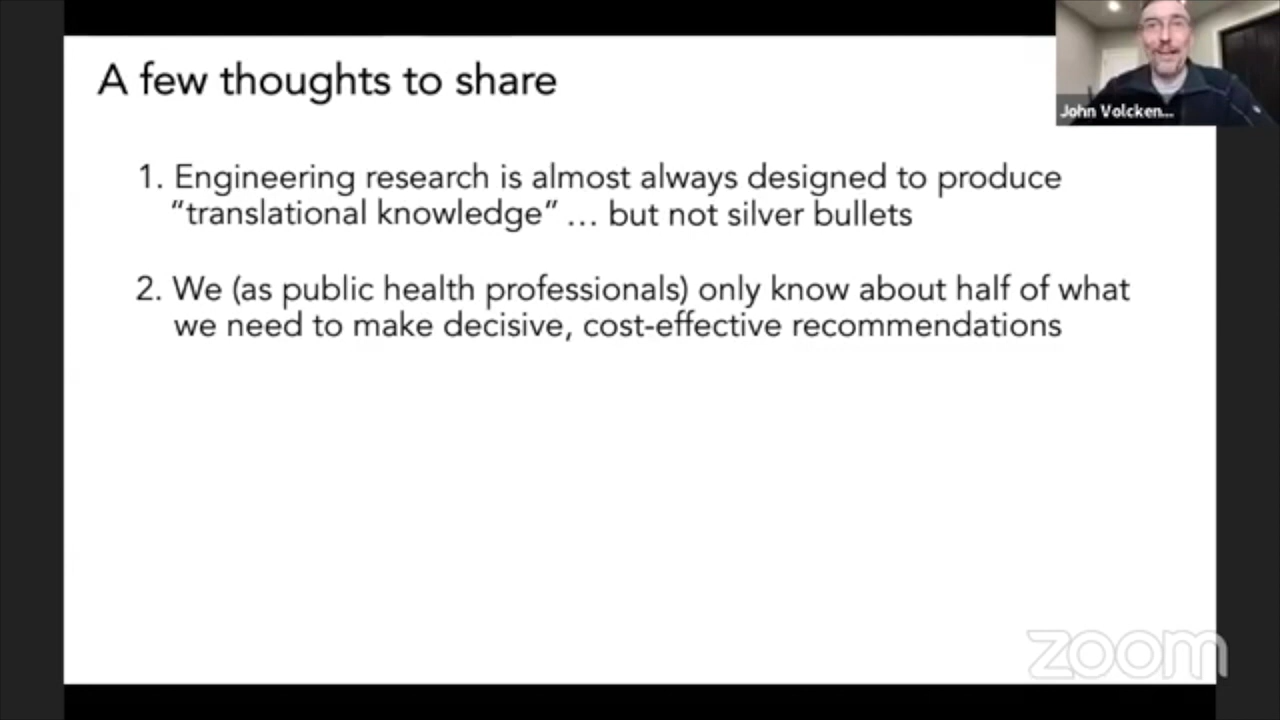 A few thoughts to share
John Volcken...
1. Engineering research is almost always designed to produce
“translational knowledge” … but not silver bullets
2. We (as public health professionals) only know about half of what
we need to make decisive, cost-effective recommendations
zoom